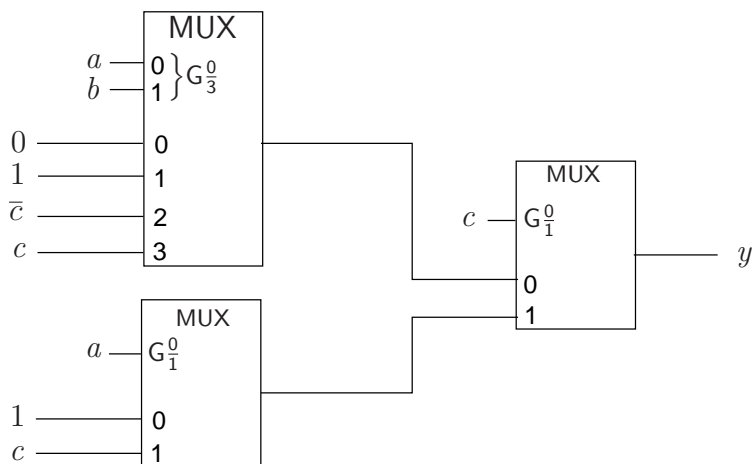 MUX
a 0 } G 0/3
b 1
0 0
1 1
c̅ 2
c 3
MUX
c G 0/1
0
1
y
MUX
a G 0/1
1 0
c 1